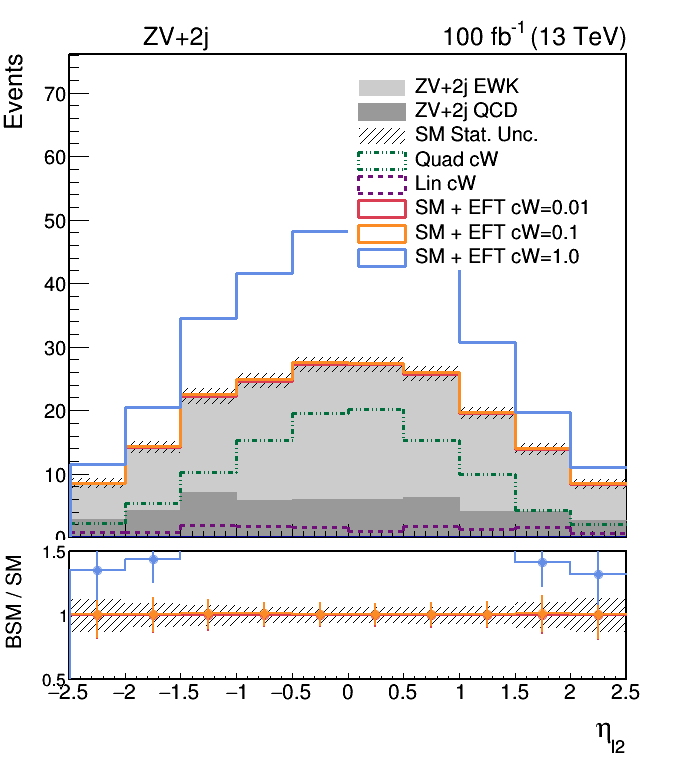 ZV+2j
100 fb⁻¹ (13 TeV)
Events
70
60
50
40
30
20
10
0
ZV+2j EWK
ZV+2j QCD
SM Stat. Unc.
Quad cW
Lin cW
SM + EFT cW=0.01
SM + EFT cW=0.1
SM + EFT cW=1.0
BSM / SM
1.5
1
0.5
−2.5 −2 −1.5 −1 −0.5 0 0.5 1 1.5 2 2.5
η_l2